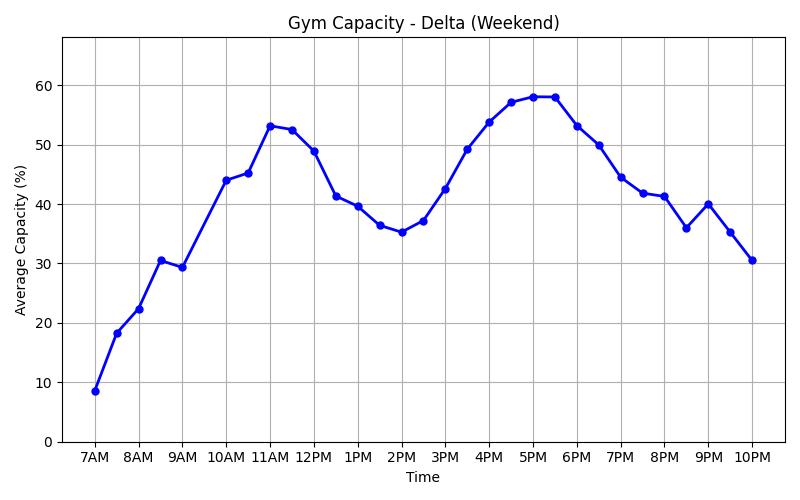 Gym Capacity - Delta (Weekend)
Average Capacity (%)
60
50
40
30
20
10
0
7AM 8AM 9AM 10AM 11AM 12PM 1PM 2PM 3PM 4PM 5PM 6PM 7PM 8PM 9PM 10PM
Time